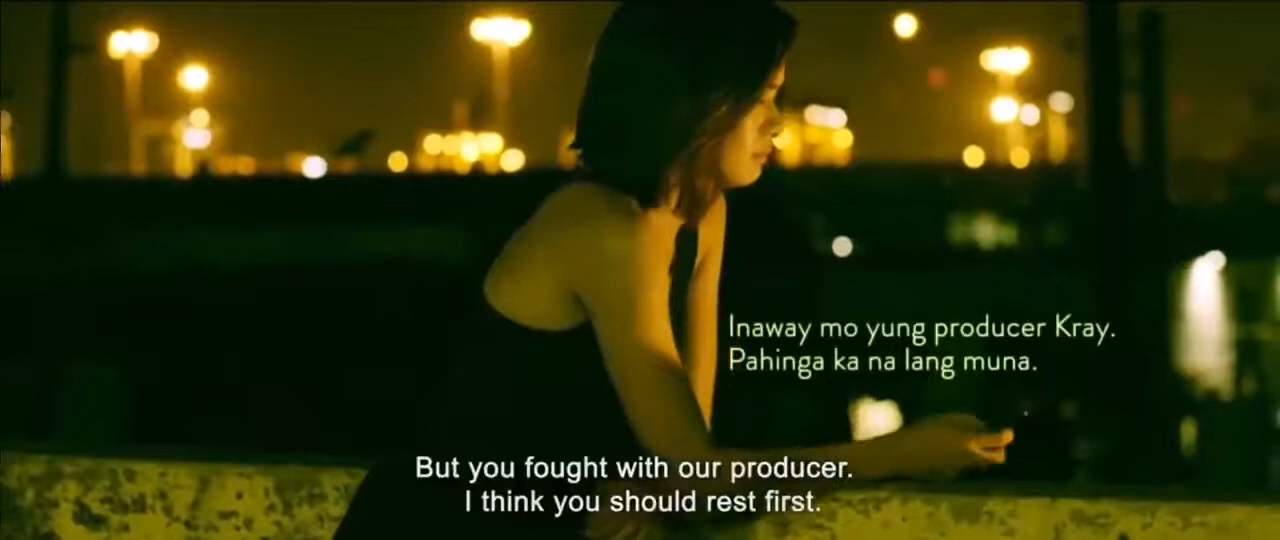 Inaway mo yung producer Kray.
Pahinga ka na lang muna.
But you fought with our producer.
I think you should rest first.